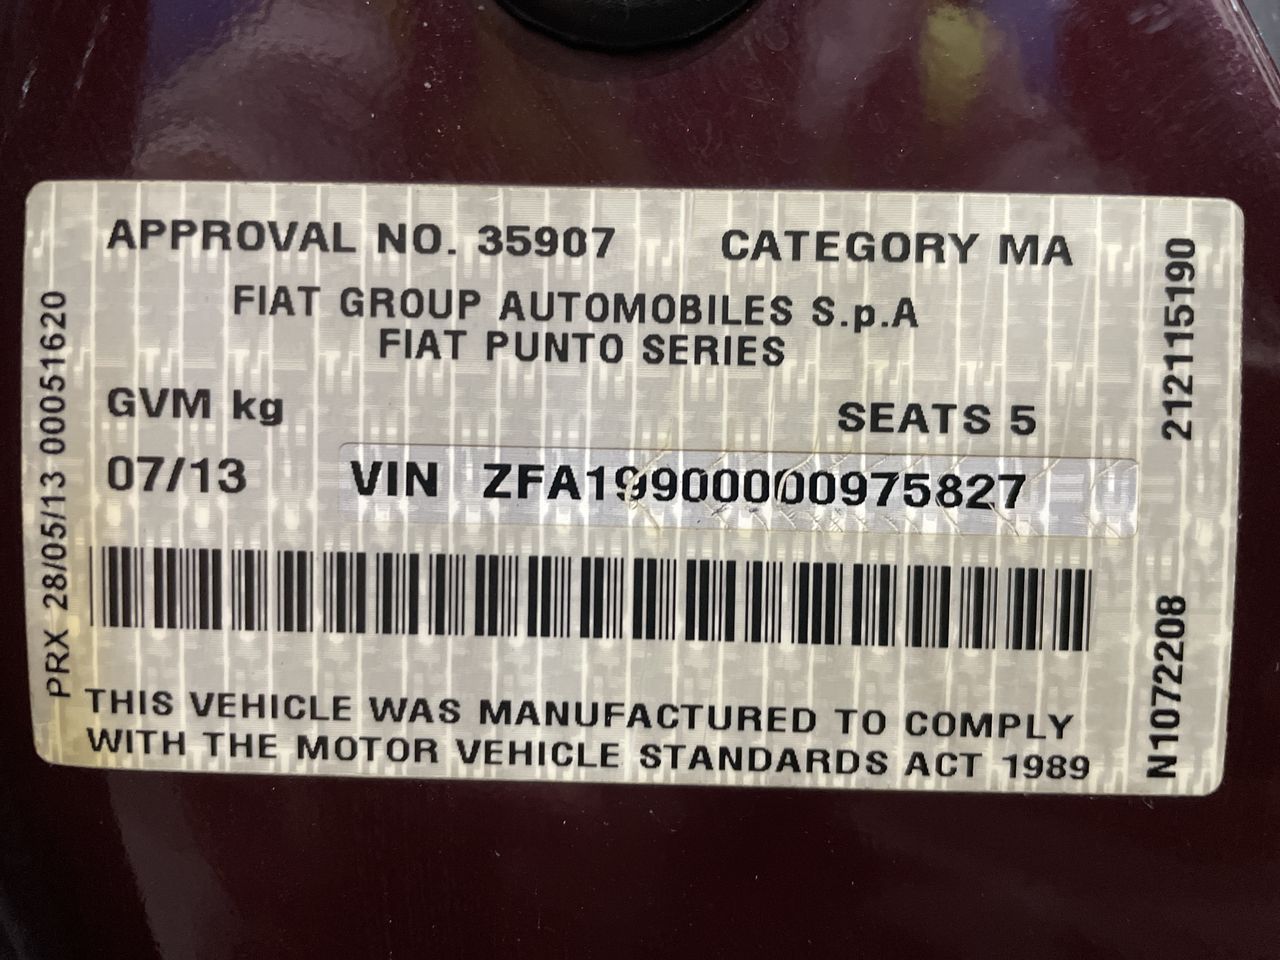 APPROVAL NO. 35907 CATEGORY MA
FIAT GROUP AUTOMOBILES S.p.A
FIAT PUNTO SERIES
GVM kg SEATS 5
07/13 VIN ZFA19900000975827
THIS VEHICLE WAS MANUFACTURED TO COMPLY
WITH THE MOTOR VEHICLE STANDARDS ACT 1989
PRX 28/05/13 00051620
212115190
N1072208